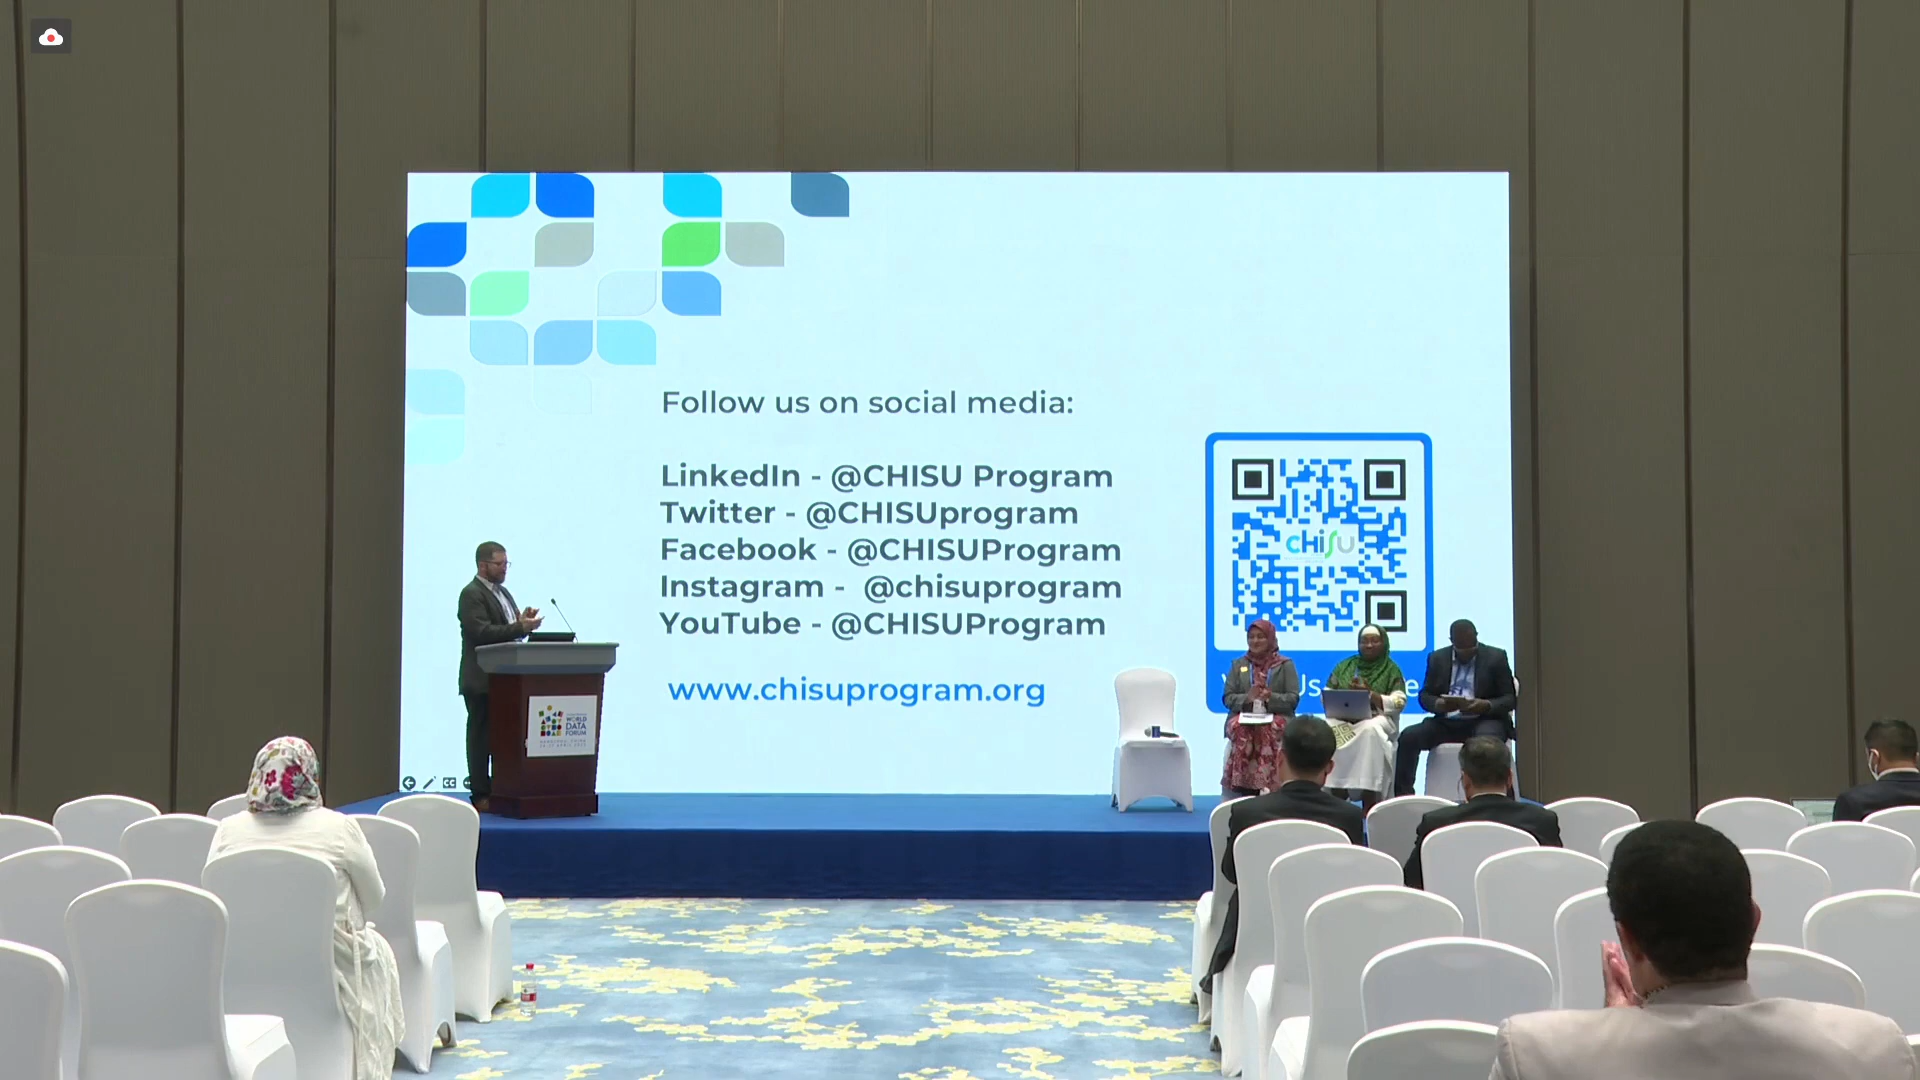 Follow us on social media:
LinkedIn - @CHISU Program
Twitter - @CHISUprogram
Facebook - @CHISUProgram
Instagram - @chisuprogram
YouTube - @CHISUProgram
www.chisuprogram.org
CHISU
WORLD
DATA
FORUM
CC